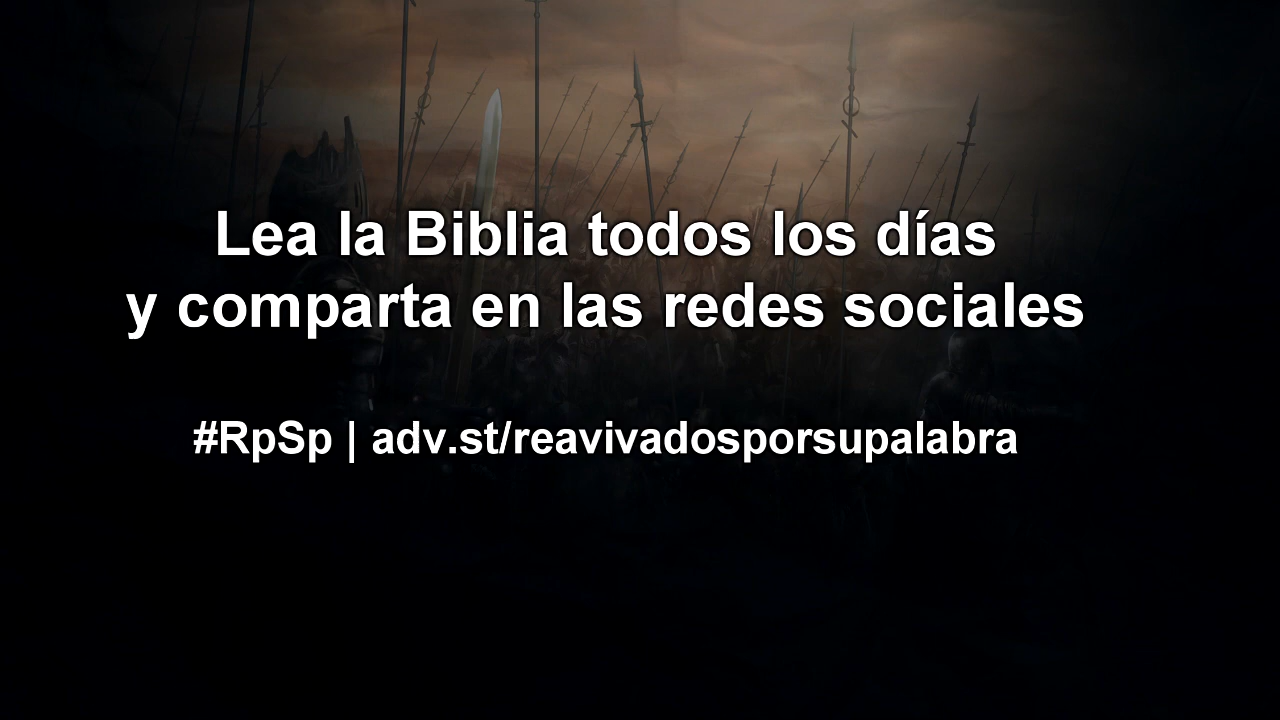 Lea la Biblia todos los días
y comparta en las redes sociales
#RpSp | adv.st/reavivadosporsupalabra